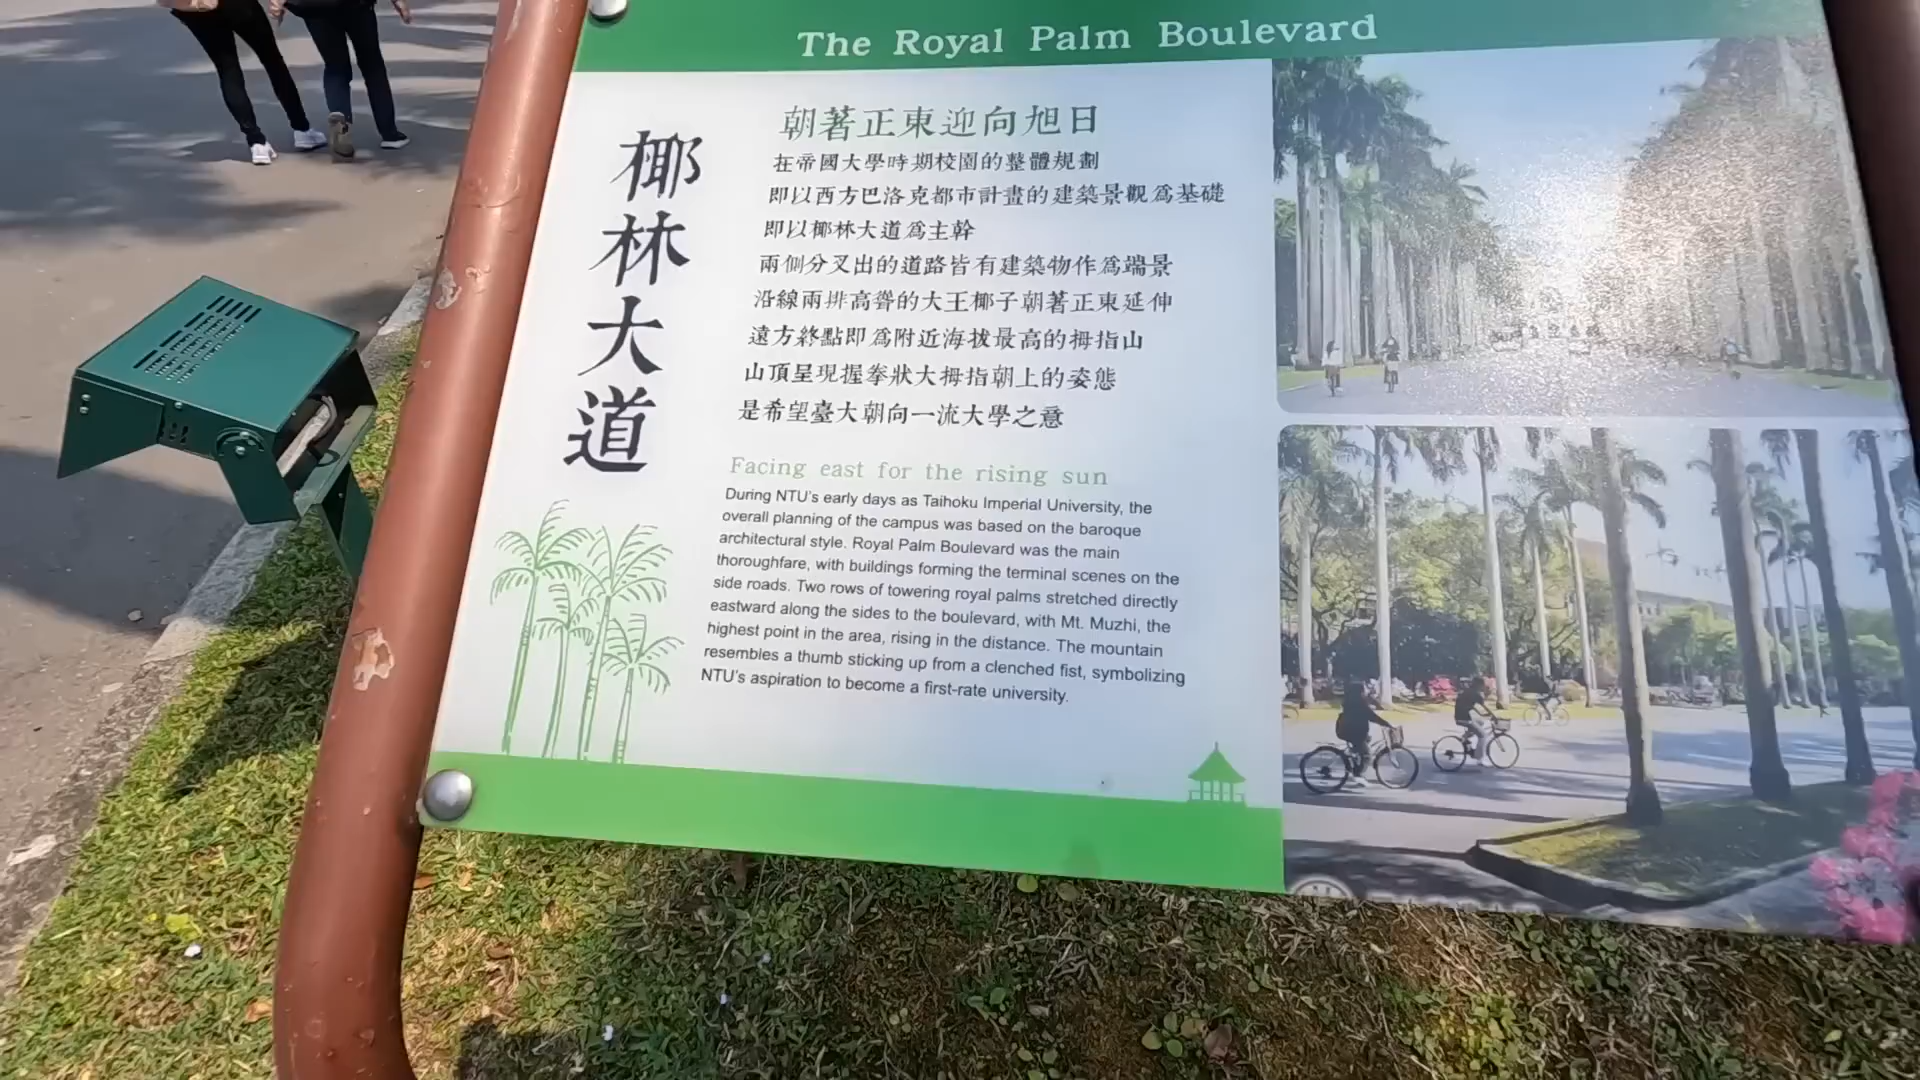 The Royal Palm Boulevard
椰林大道
朝著正東迎向旭日
在帝國大學時期校園的整體規劃
即以西方巴洛克都市計畫的建築景觀為基礎
即以椰林大道為主幹
兩側分叉出的道路皆有建築物作為端景
沿線兩排高聳的大王椰子朝著正東延伸
遠方終點即為附近海拔最高的拇指山
山頂呈現握拳狀大拇指朝上的姿態
是希望臺大朝向一流大學之意
Facing east for the rising sun
During NTU's early days as Taihoku Imperial University, the
overall planning of the campus was based on the baroque
architectural style. Royal Palm Boulevard was the main
thoroughfare, with buildings forming the terminal scenes on the
side roads. Two rows of towering royal palms stretched directly
eastward along the sides to the boulevard, with Mt. Muzhi, the
highest point in the area, rising in the distance. The mountain
resembles a thumb sticking up from a clenched fist, symbolizing
NTU's aspiration to become a first-rate university.